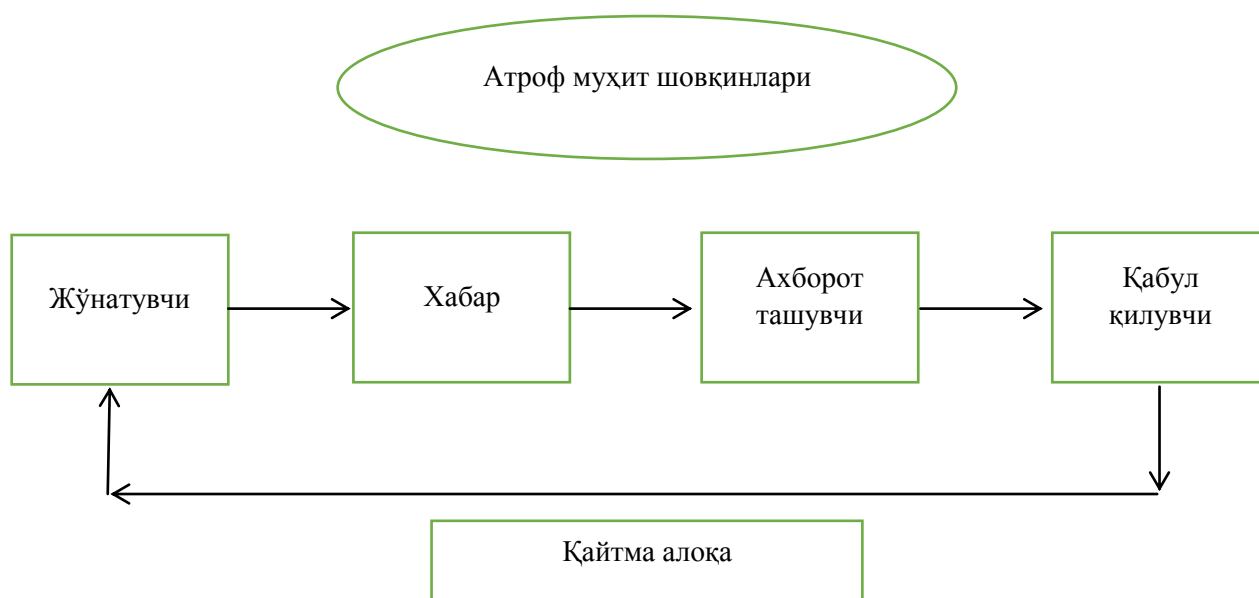 Атроф муҳит шовқинлари
Жўнатувчи
Хабар
Ахборот
ташувчи
Қабул
қилувчи
Қайтма алоқа